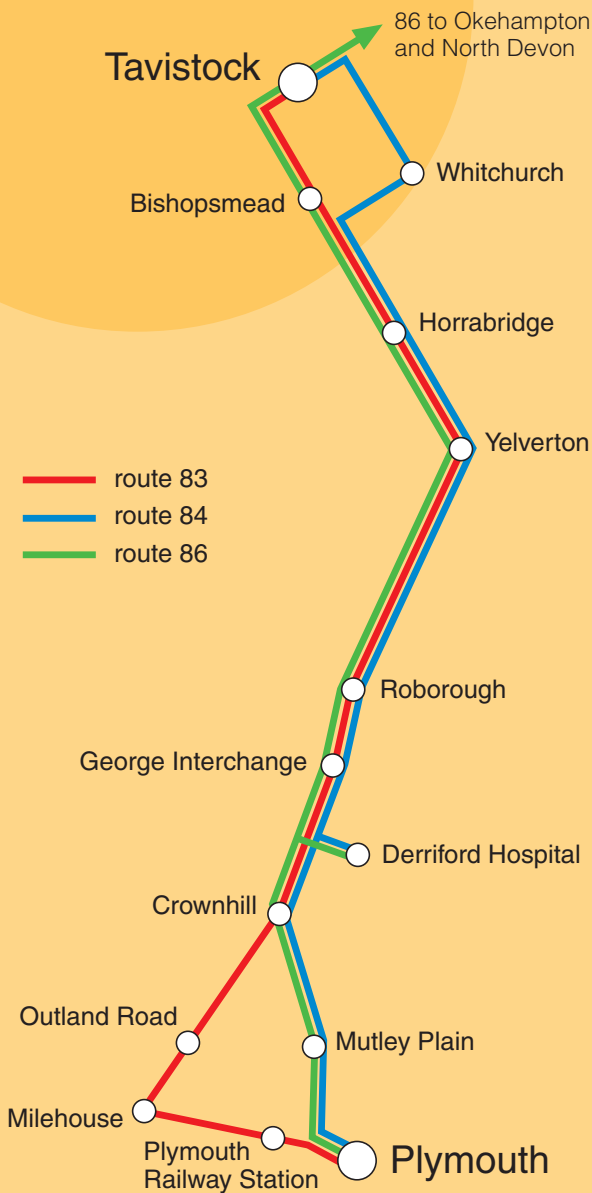 86 to Okehampton
and North Devon
Tavistock
Whitchurch
Bishopsmead
Horrabridge
Yelverton
route 83
route 84
route 86
Roborough
George Interchange
Derriford Hospital
Crownhill
Outland Road
Mutley Plain
Milehouse
Plymouth
Railway Station
Plymouth